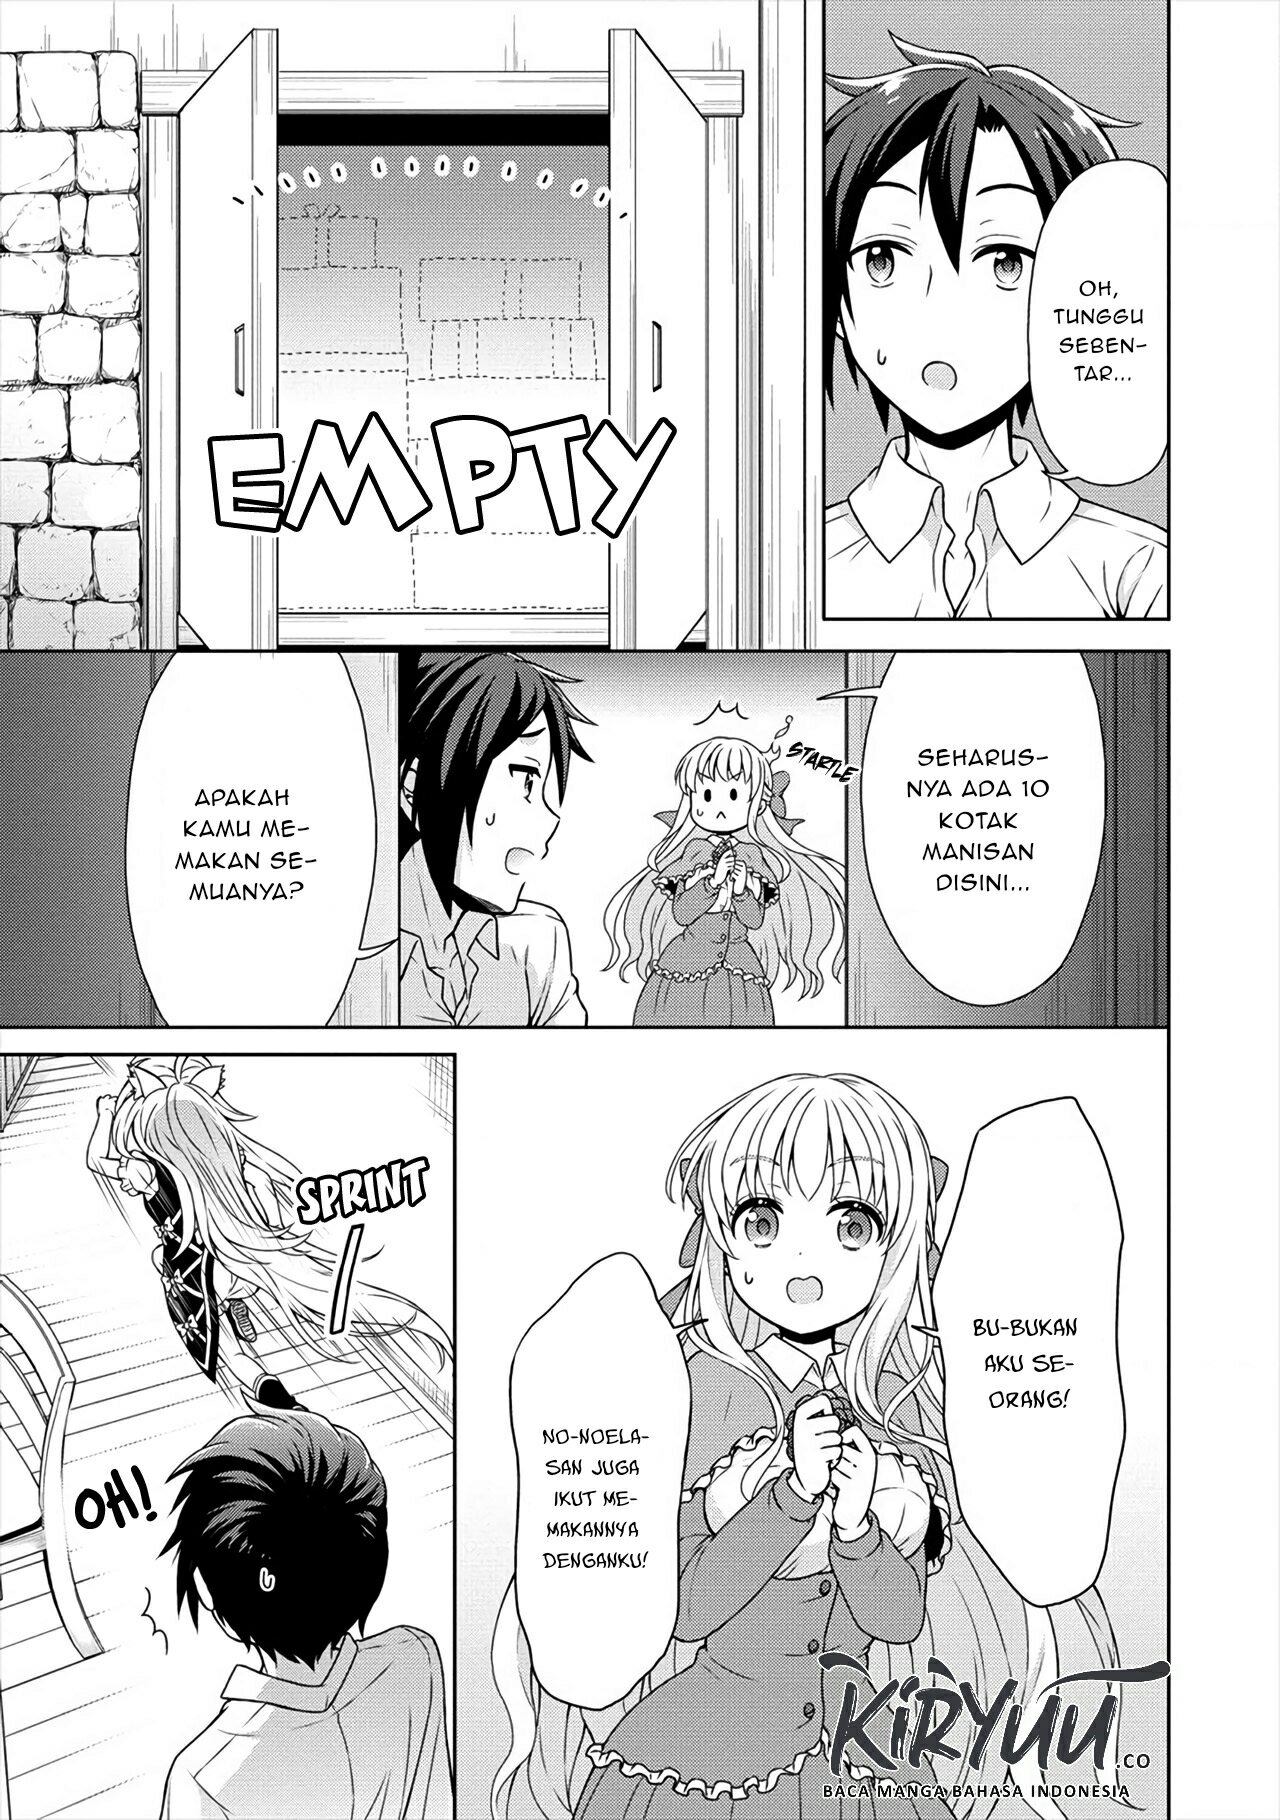 OH,
TUNGGU
SEBEN-
TAR...
EMPTY
SEHARUS-
NYA ADA 10
KOTAK
MANISAN
DISINI...
STARTLE
APAKAH
KAMU ME-
MAKAN SE-
MUANYA?
BU-BUKAN
AKU SE-
ORANG!
NO-NOELA-
SAN JUGA
IKUT ME-
MAKANNYA
DENGANKU!
SPRINT
OH!
KIRYUU.CO
BACA MANGA BAHASA INDONESIA